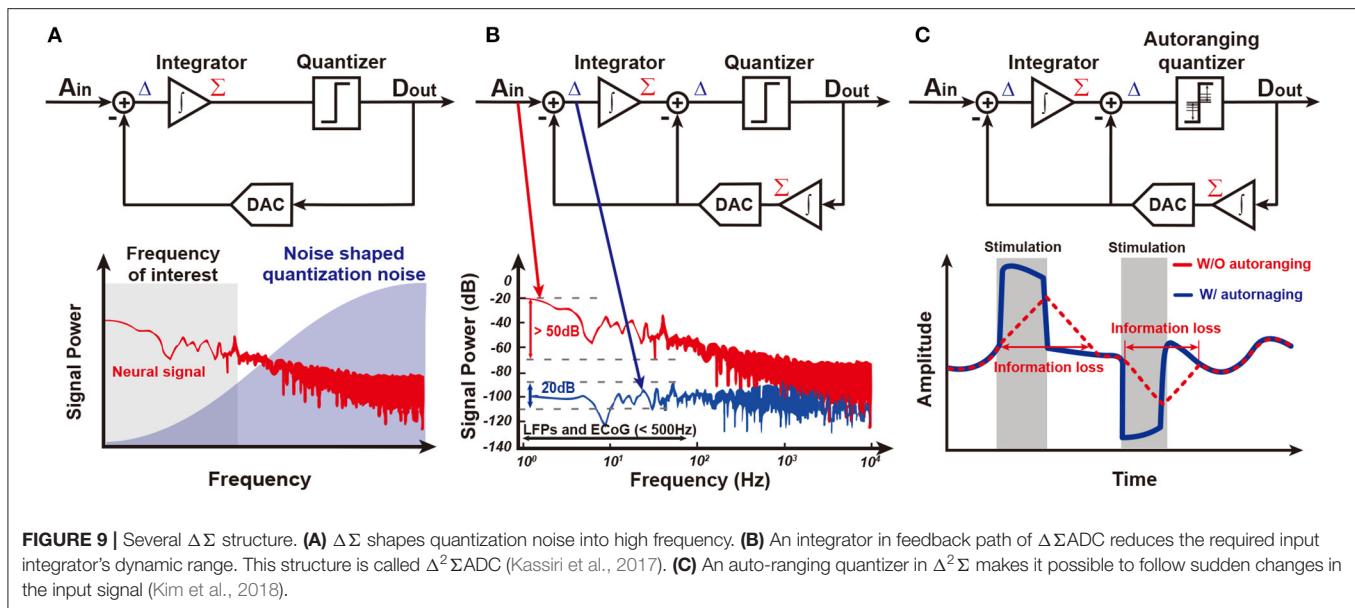 A
Integrator
Quantizer
Ain
Δ
Σ
Dout
+
-
∫
DAC
Frequency
of interest
Noise shaped
quantization noise
Signal Power
Neural signal
Frequency
B
Integrator
Quantizer
Ain
Δ
Σ
Δ
Dout
+
-
∫
+
-
DAC
Σ
∫
Signal Power (dB)
0
-20
-40
-60
-80
-100
-120
-140
> 50dB
20dB
LFPs and ECoG (< 500Hz)
10⁰
10¹
10²
10³
10⁴
Frequency (Hz)
C
Integrator
Autoranging
quantizer
Ain
Δ
Σ
Δ
Dout
+
-
∫
+
-
DAC
Σ
∫
Stimulation
Stimulation
W/O autoranging
W/ autornaging
Information loss
Information loss
Amplitude
Time
FIGURE 9 | Several ΔΣ structure. (A) ΔΣ shapes quantization noise into high frequency. (B) An integrator in feedback path of ΔΣADC reduces the required input
integrator's dynamic range. This structure is called Δ²ΣADC (Kassiri et al., 2017). (C) An auto-ranging quantizer in Δ²Σ makes it possible to follow sudden changes in
the input signal (Kim et al., 2018).